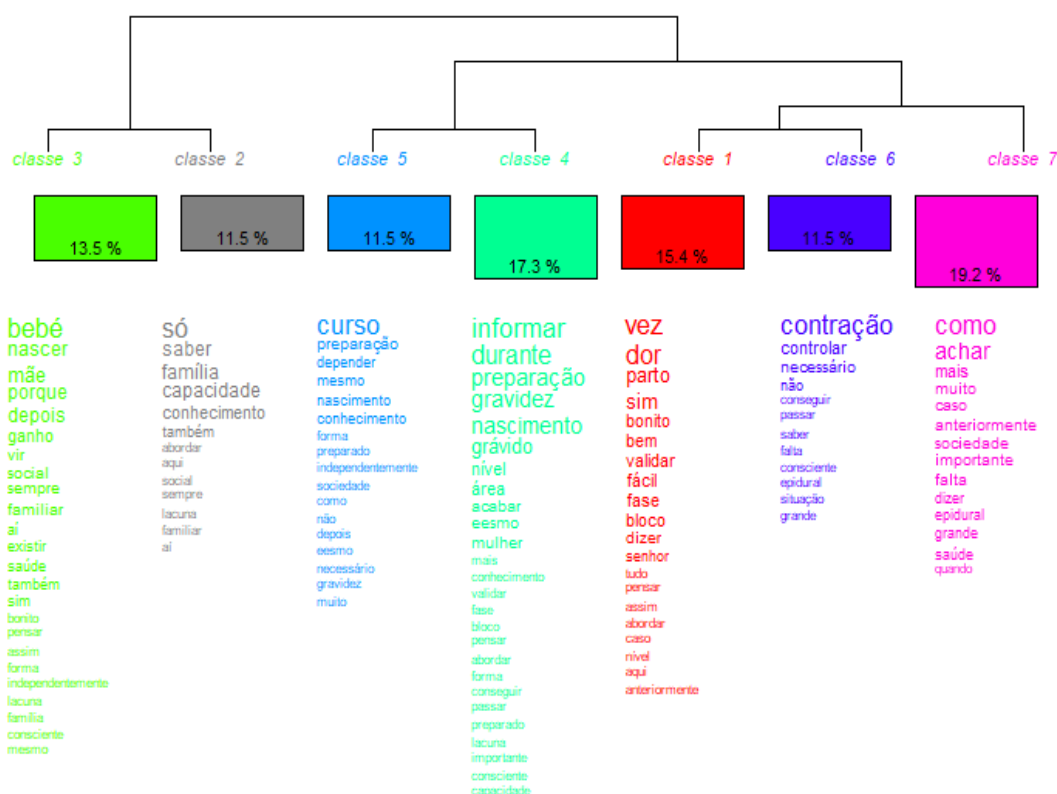 classe 3
classe 2
classe 5
classe 4
classe 1
classe 6
classe 7
13.5 %
11.5 %
11.5 %
17.3 %
15.4 %
11.5 %
19.2 %
bebé
nascer
mãe
porque
depois
ganho
vir
social
sempre
familiar
aí
existir
saúde
também
sim
bonito
pensar
assim
forma
independentemente
lacuna
família
consciente
mesmo
só
saber
família
capacidade
conhecimento
também
abordar
aqui
social
sempre
lacuna
familiar
aí
curso
preparação
depender
mesmo
nascimento
conhecimento
forma
preparado
independentemente
sociedade
como
não
depois
eesmo
necessário
gravidez
muito
informar
durante
preparação
gravidez
nascimento
grávido
nível
área
acabar
eesmo
mulher
mais
conhecimento
validar
fase
bloco
pensar
abordar
forma
conseguir
passar
preparado
lacuna
importante
consciente
capacidade
vez
dor
parto
sim
bonito
bem
validar
fácil
fase
bloco
dizer
senhor
tudo
pensar
assim
abordar
caso
nível
aqui
anteriormente
contração
controlar
necessário
não
conseguir
passar
saber
falta
consciente
epidural
situação
grande
como
achar
mais
muito
caso
anteriormente
sociedade
importante
falta
dizer
epidural
grande
saúde
quando